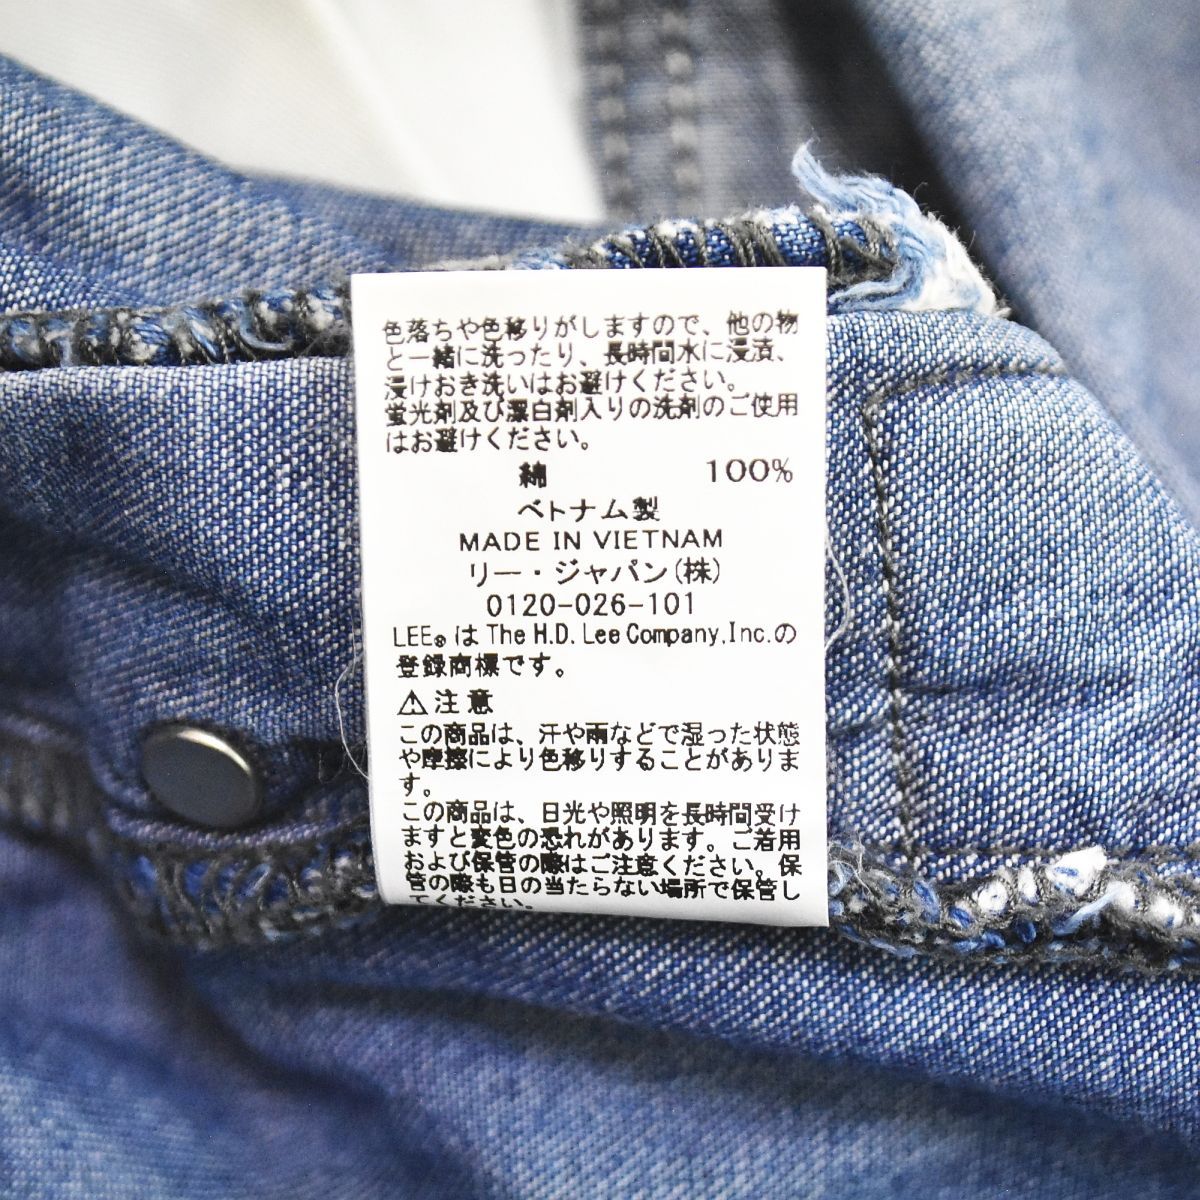 色落ちや色移りがしますので、他の物
と一緒に洗ったり、長時間水に浸漬、
浸けおき洗いはお避けください。
蛍光剤及び漂白剤入りの洗剤のご使用
はお避けください。
綿 100%
ベトナム製
MADE IN VIETNAM
リー・ジャパン(株)
0120-026-101
LEE®は The H.D. Lee Company,Inc.の
登録商標です。
⚠注意
この商品は、汗や雨などで湿った状態
や摩擦により色移りすることがありま
す。
この商品は、日光や照明を長時間受け
ますと変色の恐れがあります。ご着用
および保管の際はご注意ください。保
管の際も日の当たらない場所で保管し
てください。